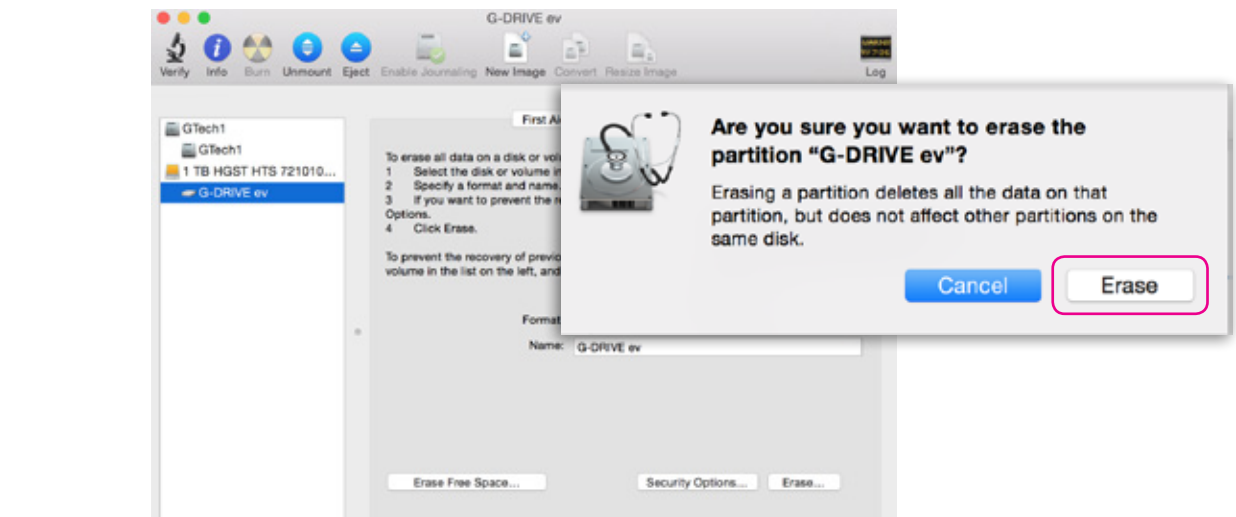 G-DRIVE ev
Verify Info Burn Unmount Eject Enable Journaling New Image Convert Resize Image Log
GTech1
GTech1
1 TB HGST HTS 721010...
G-DRIVE ev
First Ai
To erase all data on a disk or volu
1 Select the disk or volume in
2 Specify a format and name.
3 If you want to prevent the re
Options.
4 Click Erase.
To prevent the recovery of previo
volume in the list on the left, and
Format
Name: G-DRIVE ev
Erase Free Space... Security Options... Erase...
Are you sure you want to erase the
partition “G-DRIVE ev”?
Erasing a partition deletes all the data on that
partition, but does not affect other partitions on the
same disk.
Cancel Erase